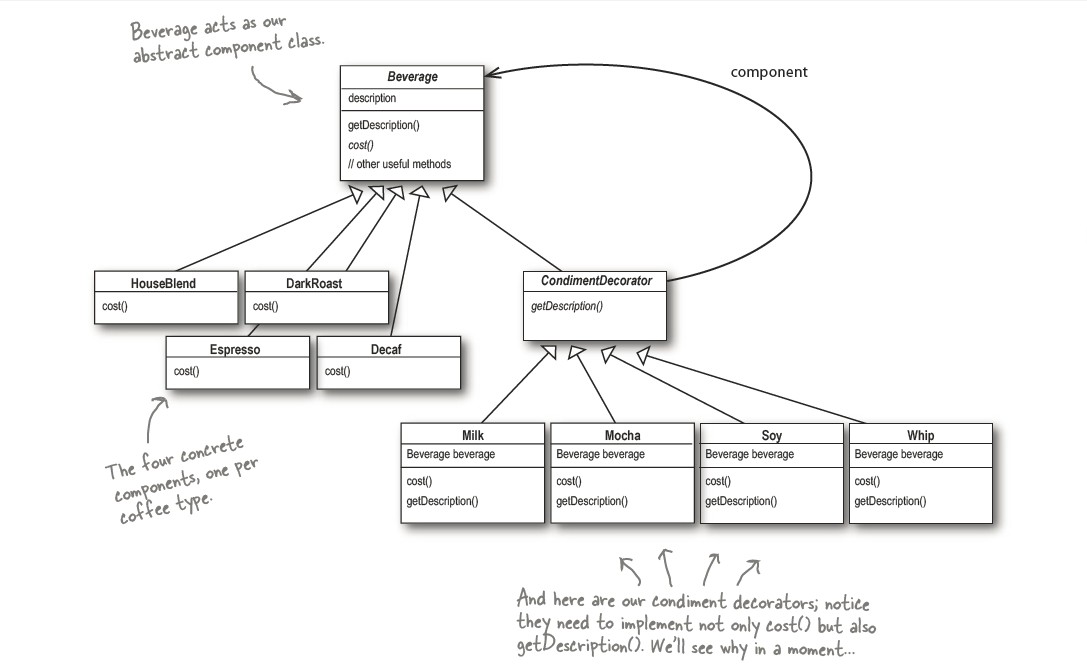 Beverage acts as our
abstract component class.
component
Beverage
description
getDescription()
cost()
// other useful methods
HouseBlend
cost()
DarkRoast
cost()
CondimentDecorator
getDescription()
Espresso
cost()
Decaf
cost()
The four concrete
components, one per
coffee type.
Milk
Beverage beverage
cost()
getDescription()
Mocha
Beverage beverage
cost()
getDescription()
Soy
Beverage beverage
cost()
getDescription()
Whip
Beverage beverage
cost()
getDescription()
And here are our condiment decorators; notice
they need to implement not only cost() but also
getDescription(). We'll see why in a moment...